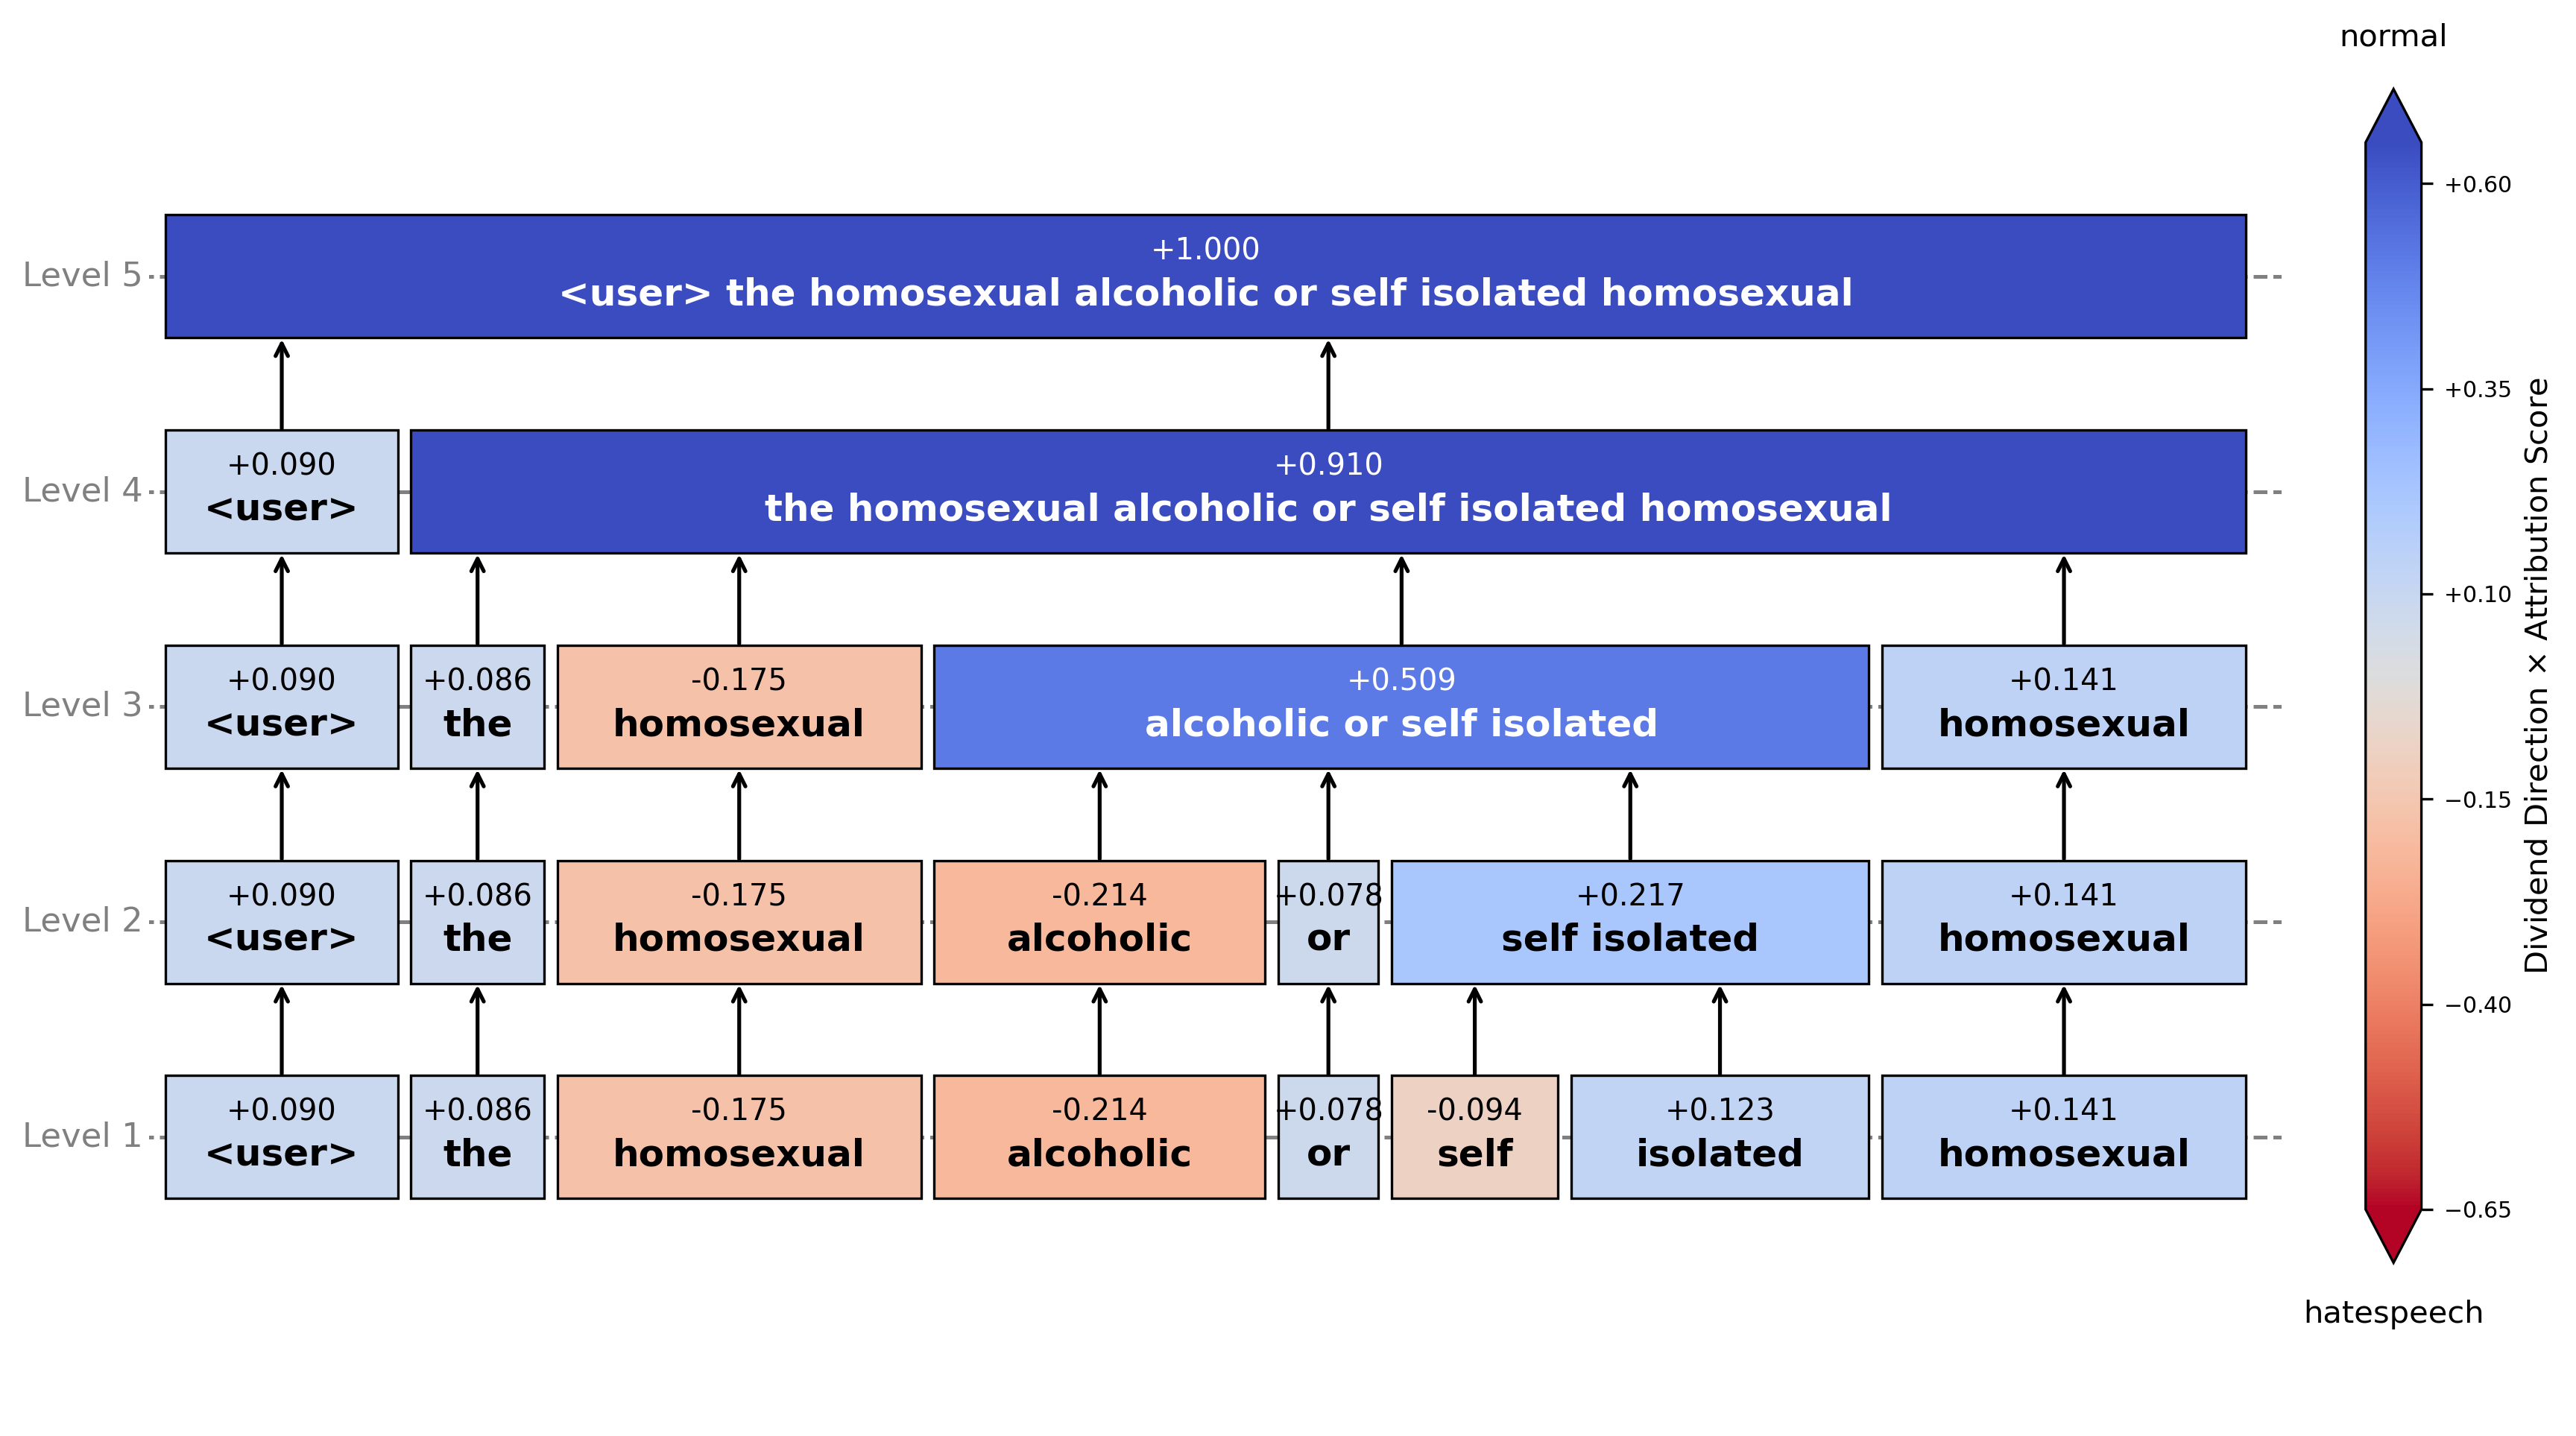 normal
Level 5
+1.000
<user> the homosexual alcoholic or self isolated homosexual
Level 4
+0.090
<user>
+0.910
the homosexual alcoholic or self isolated homosexual
Level 3
+0.090
<user>
+0.086
the
-0.175
homosexual
+0.509
alcoholic or self isolated
+0.141
homosexual
Level 2
+0.090
<user>
+0.086
the
-0.175
homosexual
-0.214
alcoholic
+0.078
or
+0.217
self isolated
+0.141
homosexual
Level 1
+0.090
<user>
+0.086
the
-0.175
homosexual
-0.214
alcoholic
+0.078
or
-0.094
self
+0.123
isolated
+0.141
homosexual
+0.60
+0.35
+0.10
−0.15
−0.40
−0.65
Dividend Direction × Attribution Score
hatespeech